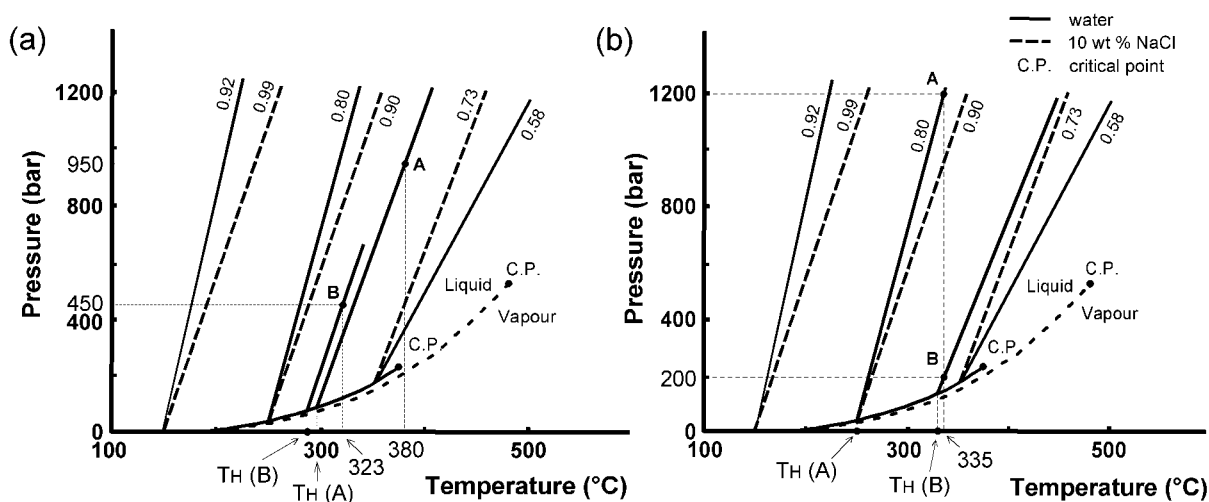 (a)
Pressure (bar)
1200
950
800
450
400
0
0.92
0.99
0.80
0.90
0.73
0.58
A
B
Liquid
C.P.
Vapour
C.P.
100
300
323
380
500
TH (B)
TH (A)
Temperature (°C)
(b)
water
10 wt % NaCl
C.P. critical point
Pressure (bar)
1200
800
400
200
0
0.92
0.99
0.80
0.90
0.73
0.58
A
B
Liquid
C.P.
Vapour
C.P.
100
300
335
500
TH (A)
TH (B)
Temperature (°C)